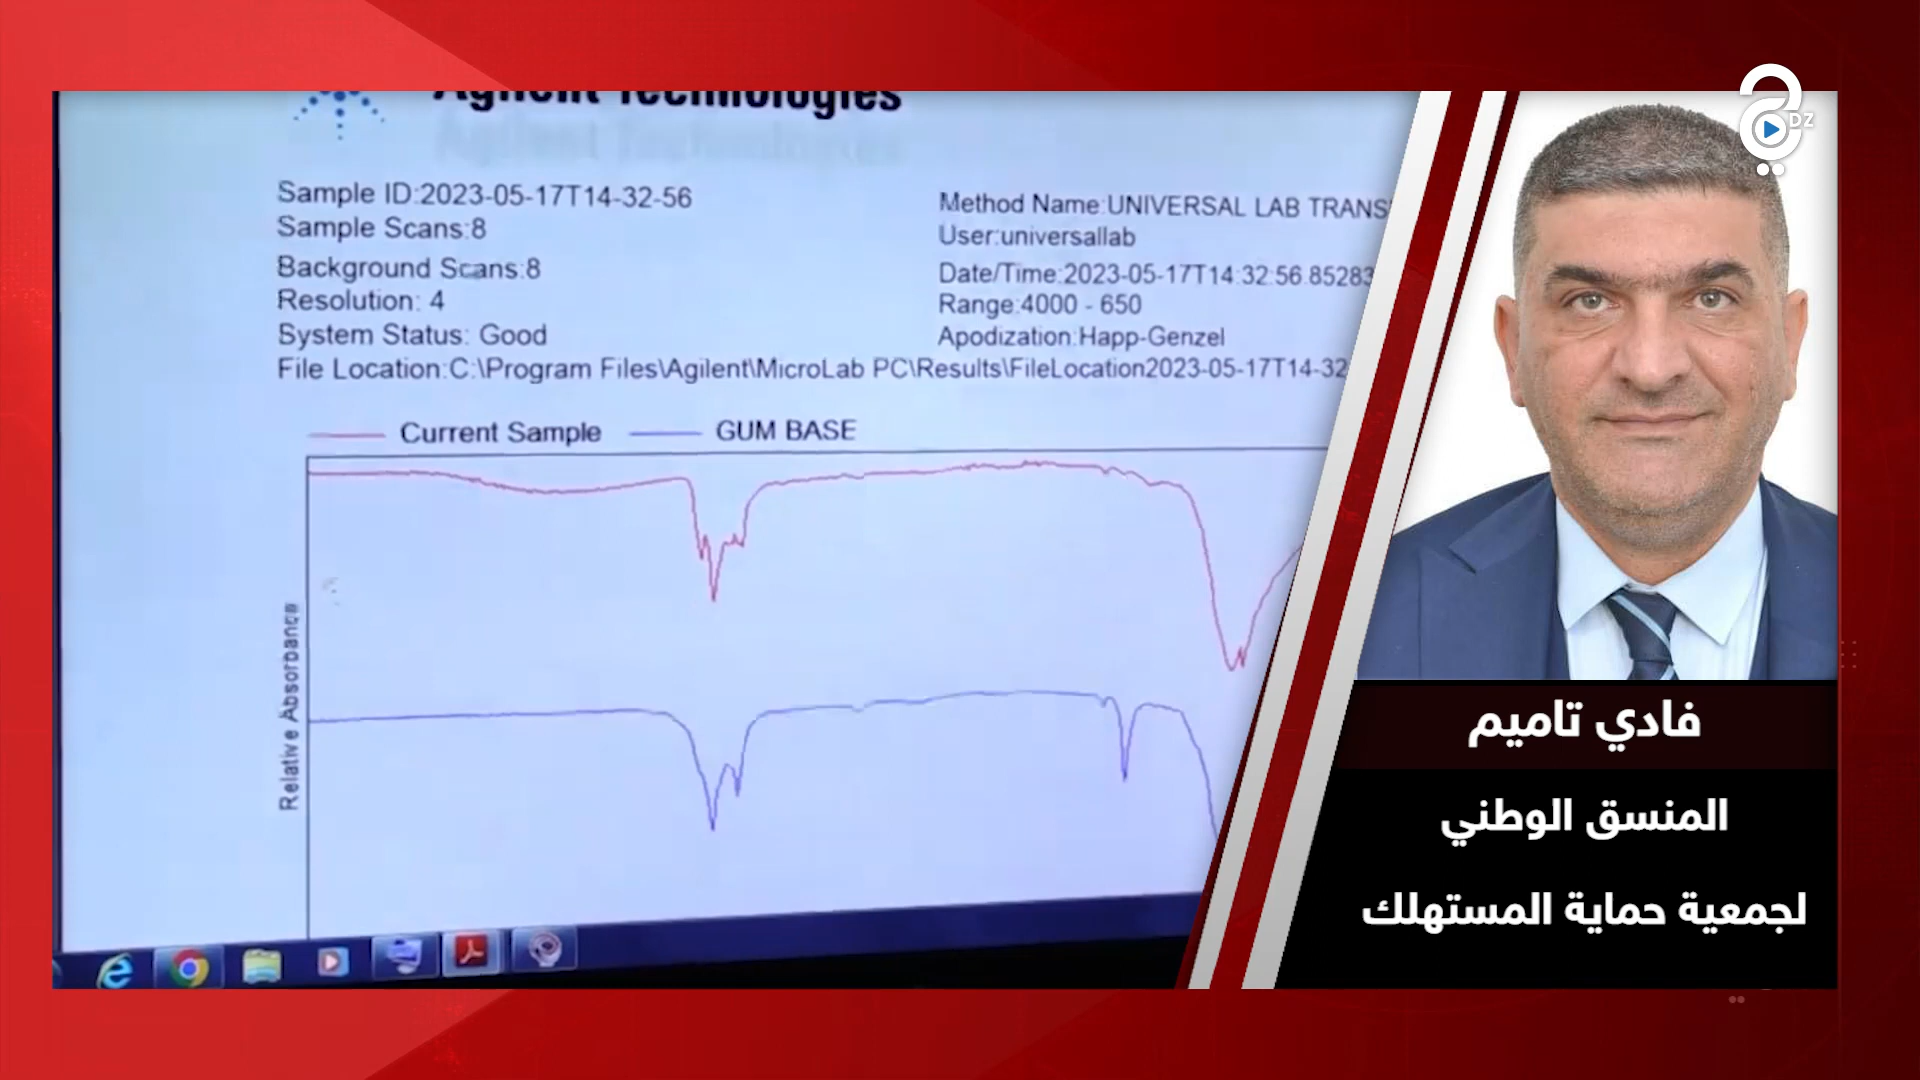 Agilent Technologies
Sample ID:2023-05-17T14-32-56
Sample Scans:8
Background Scans:8
Resolution: 4
System Status: Good
File Location:C:\Program Files\Agilent\MicroLab PC\Results\FileLocation2023-05-17T14-32
Method Name:UNIVERSAL LAB TRANS
User:universallab
Date/Time:2023-05-17T14:32:56.85283
Range:4000 - 650
Apodization:Happ-Genzel
Current Sample
GUM BASE
Relative Absorbance
DZ
فادي تاميم
المنسق الوطني
لجمعية حماية المستهلك